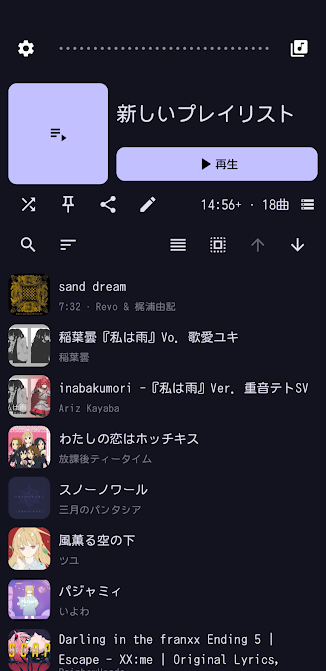 新しいプレイリスト
再生
14:56+ · 18曲
sand dream
7:32 · Revo & 梶浦由記
稲葉曇『私は雨』Vo. 歌愛ユキ
稲葉曇
inabakumori -『私は雨』Ver. 重音テトSV
Ariz Kayaba
わたしの恋はホッチキス
放課後ティータイム
スノーノワール
三月のパンタシア
風薫る空の下
ツユ
パジャミィ
いよわ
Darling in the franxx Ending 5 |
Escape - XX:me | Original Lyrics,